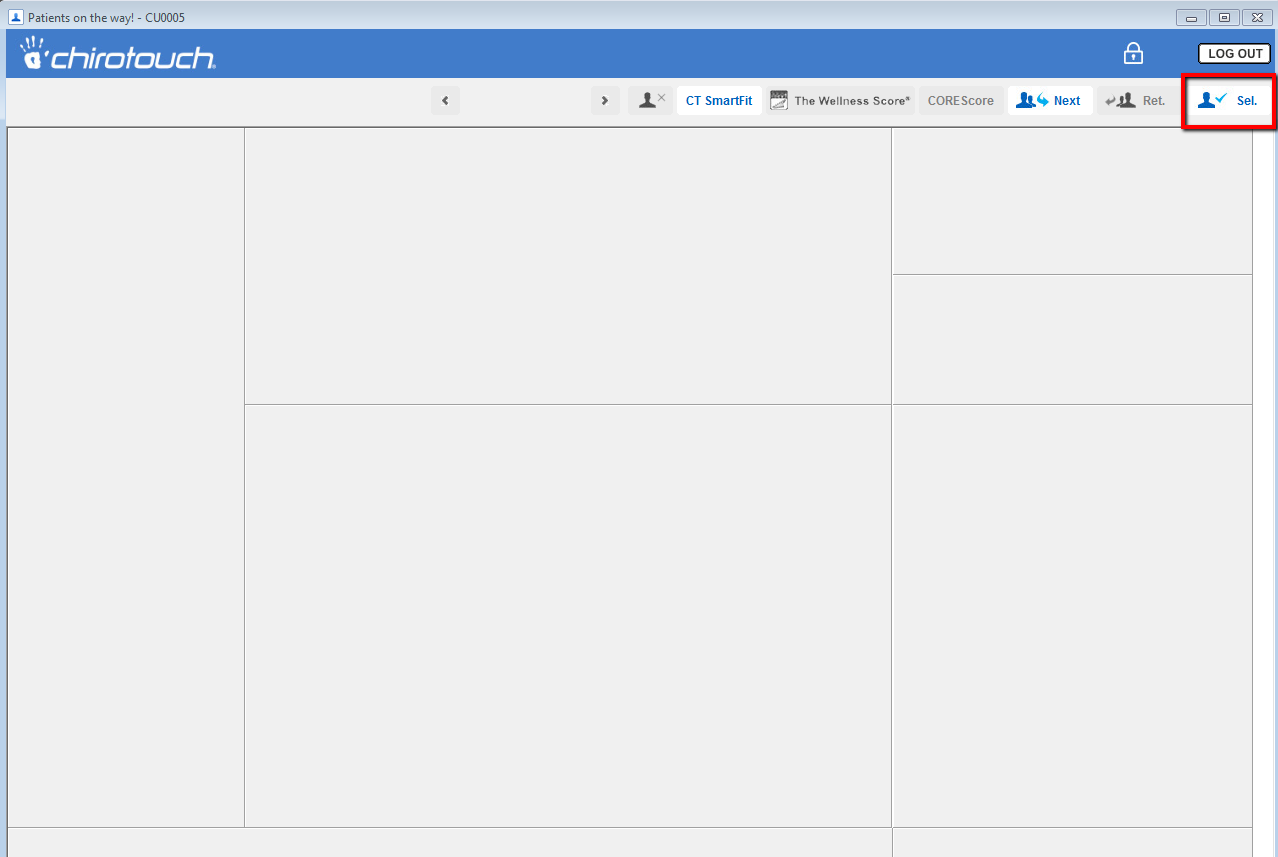 Patients on the way! - CU0005
chirotouch.
LOG OUT
CT SmartFit The Wellness Score® COREScore Next Ret. Sel.